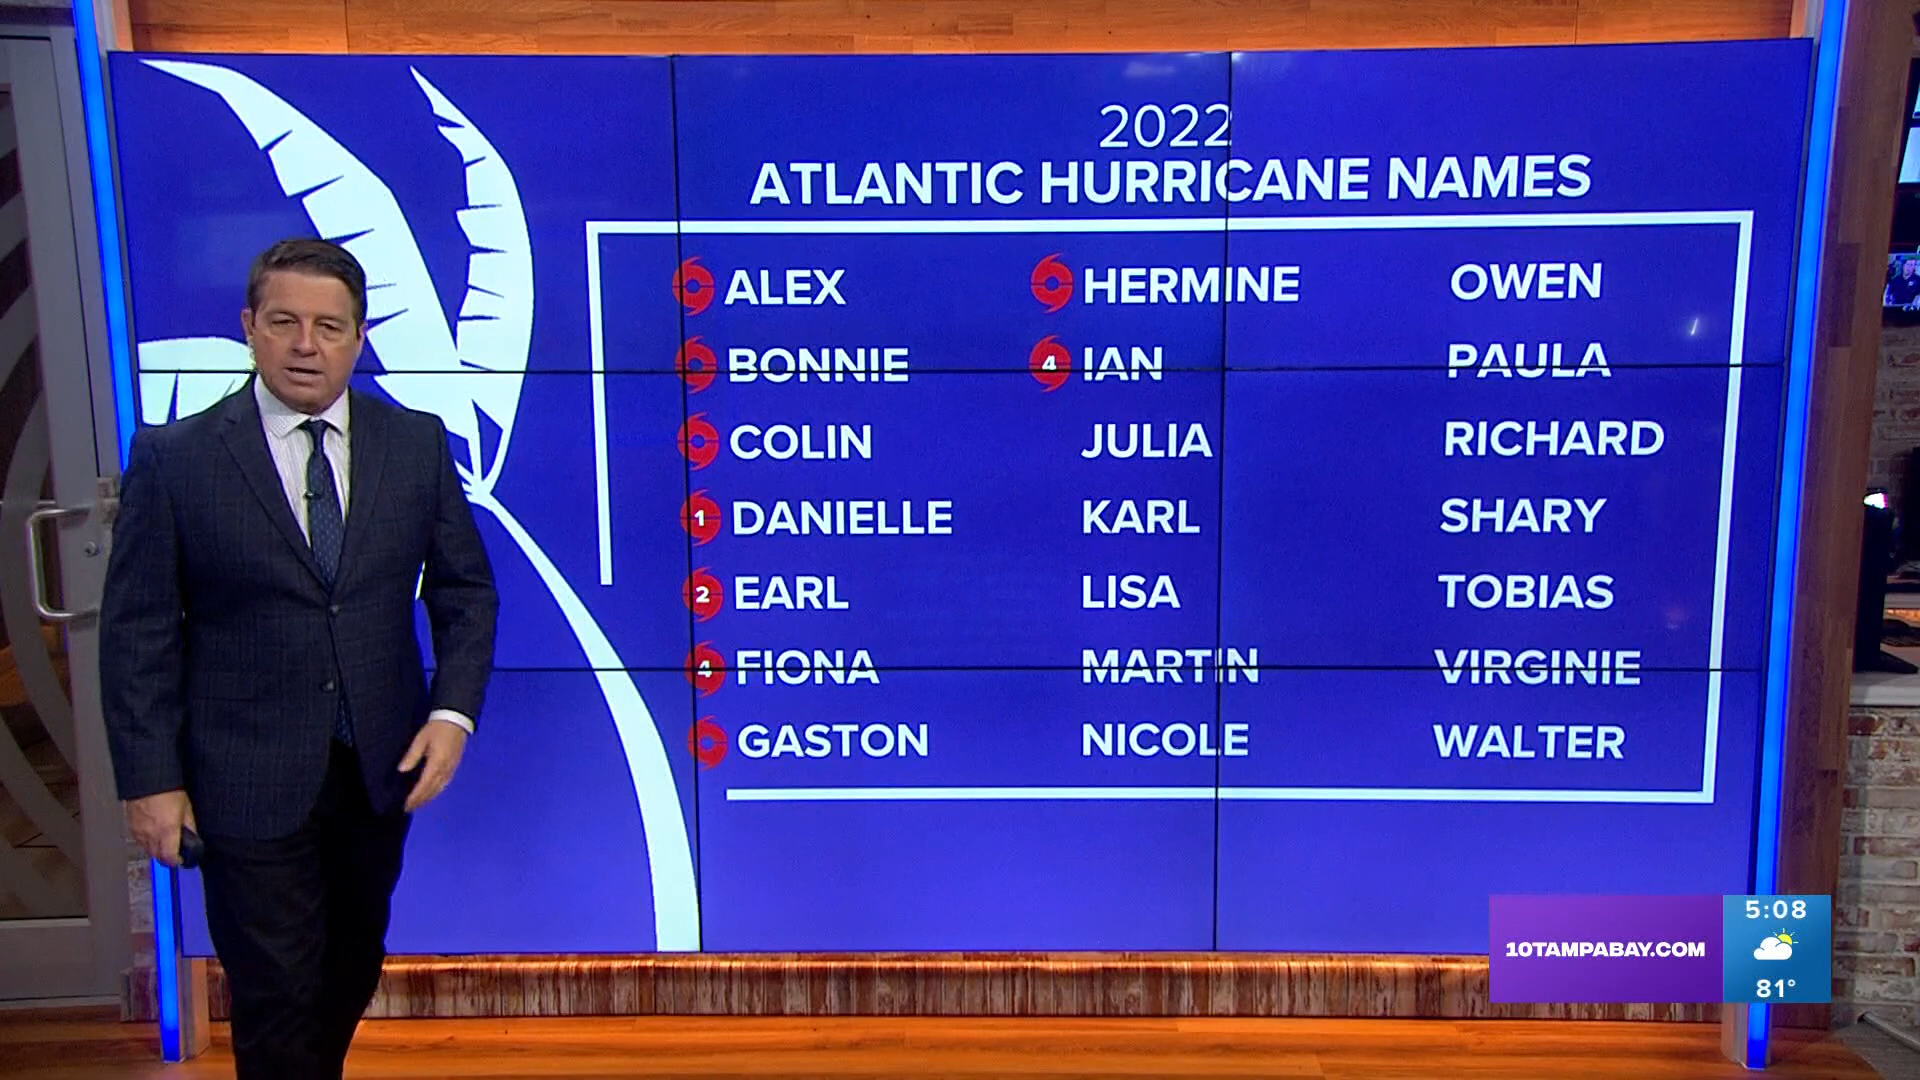 2022
ATLANTIC HURRICANE NAMES
ALEX
BONNIE
COLIN
1 DANIELLE
2 EARL
4 FIONA
GASTON
HERMINE
4 IAN
JULIA
KARL
LISA
MARTIN
NICOLE
OWEN
PAULA
RICHARD
SHARY
TOBIAS
VIRGINIE
WALTER
10TAMPABAY.COM
5:08
81°